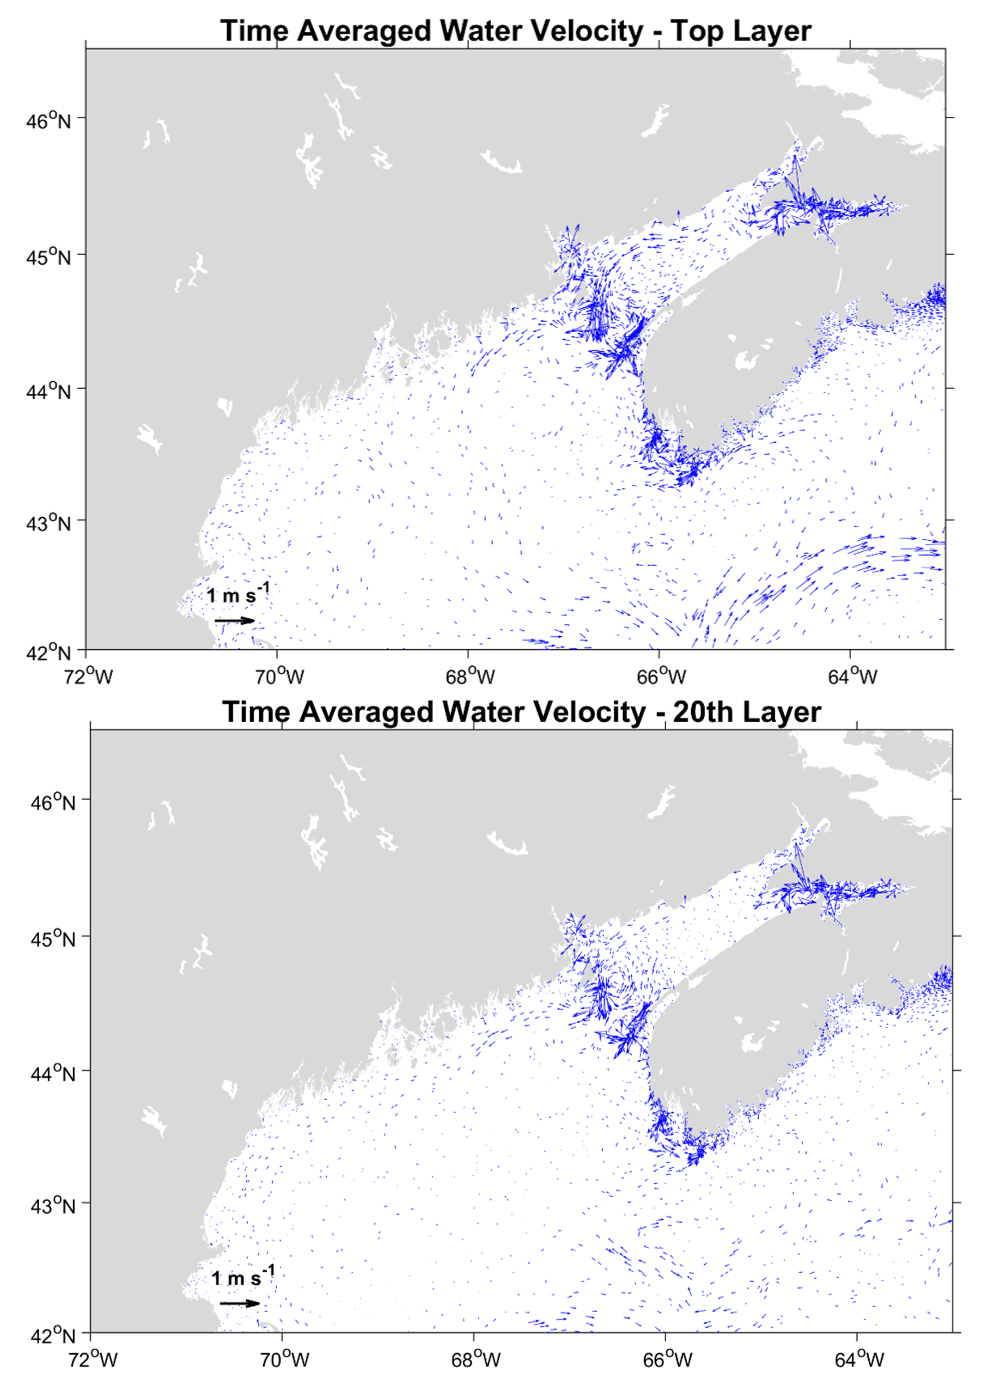 Time Averaged Water Velocity - Top Layer
46°N
45°N
44°N
43°N
1 m s⁻¹
42°N
72°W 70°W 68°W 66°W 64°W
Time Averaged Water Velocity - 20th Layer
46°N
45°N
44°N
43°N
1 m s⁻¹
42°N
72°W 70°W 68°W 66°W 64°W